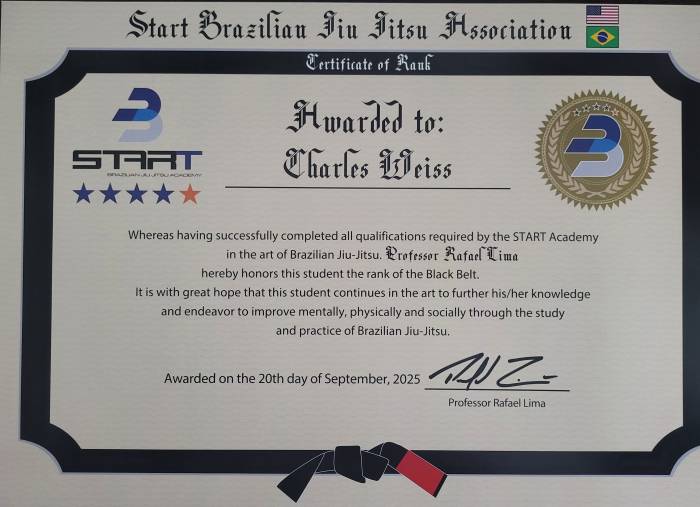 Start Brazilian Jiu Jitsu Association
Certificate of Rank
START
BRAZILIAN JIU JITSU ACADEMY
Awarded to:
Charles Weiss
Whereas having successfully completed all qualifications required by the START Academy
in the art of Brazilian Jiu-Jitsu. Professor Rafael Lima
hereby honors this student the rank of the Black Belt.
It is with great hope that this student continues in the art to further his/her knowledge
and endeavor to improve mentally, physically and socially through the study
and practice of Brazilian Jiu-Jitsu.
Awarded on the 20th day of September, 2025
Professor Rafael Lima